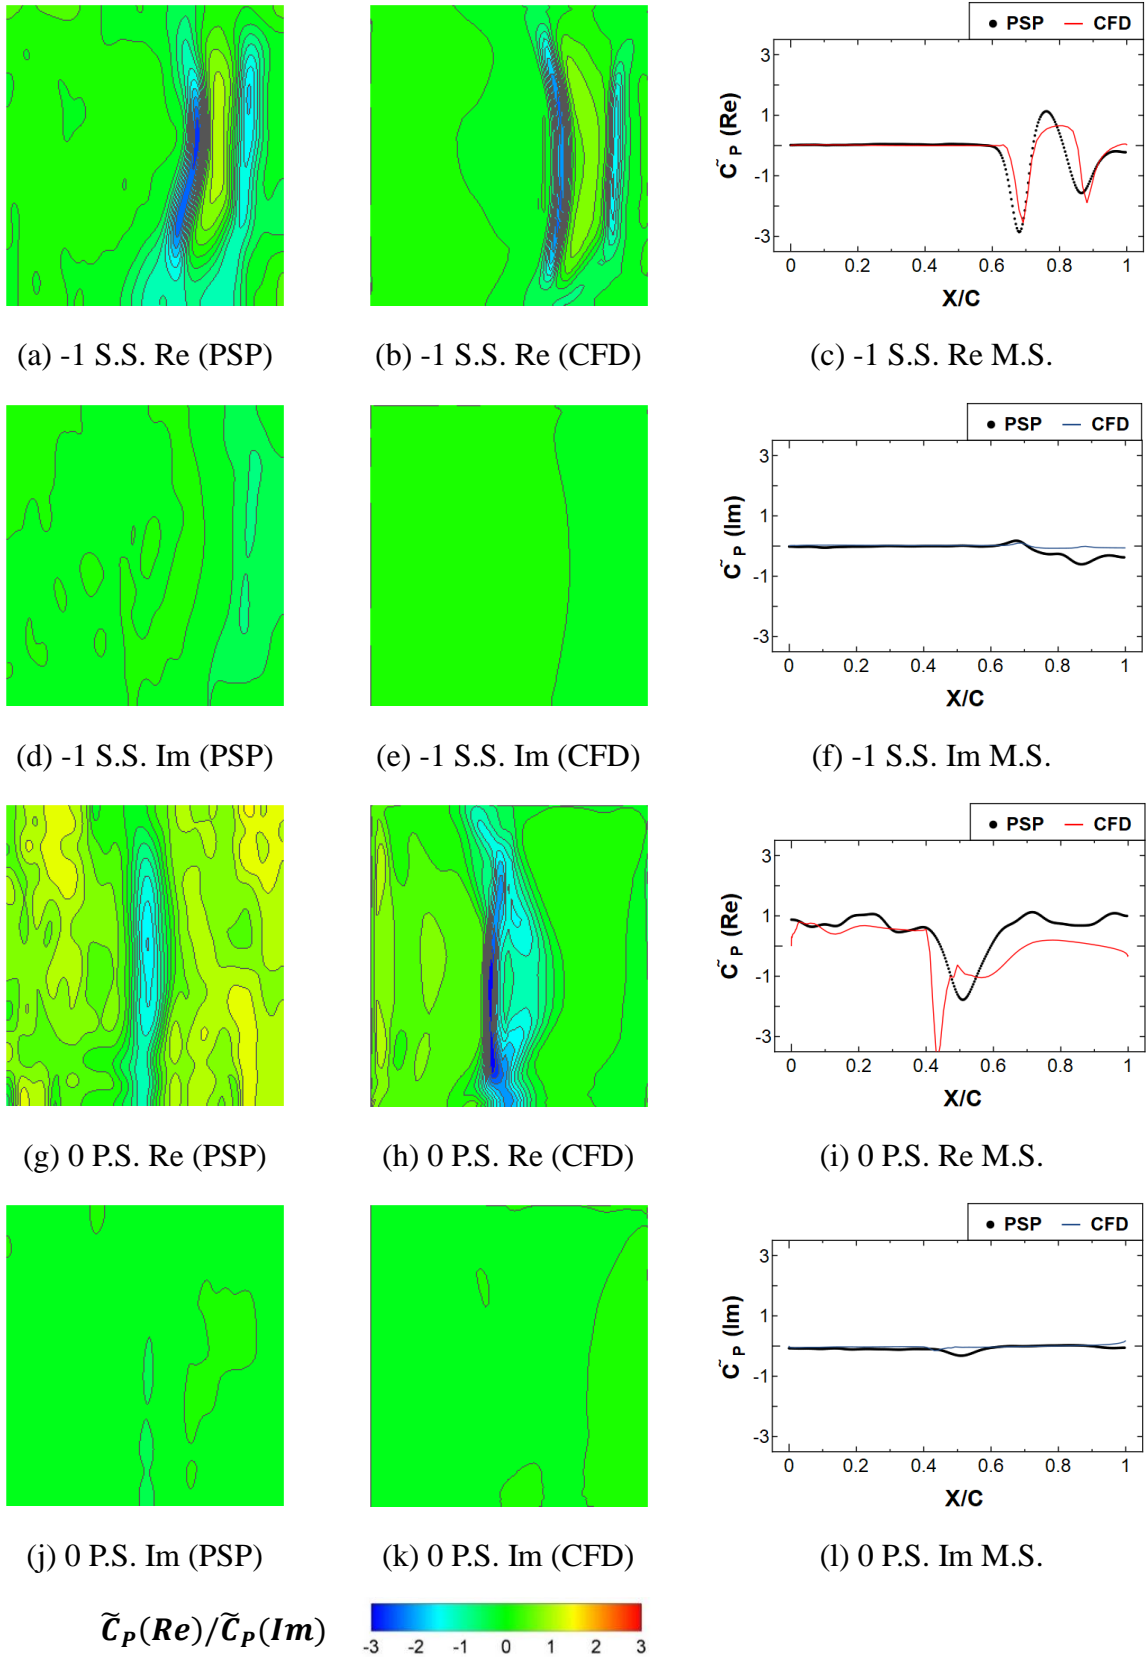 PSP CFD
3
1
-1
-3
C̃P (Re)
0 0.2 0.4 0.6 0.8 1
X/C
(a) -1 S.S. Re (PSP) (b) -1 S.S. Re (CFD) (c) -1 S.S. Re M.S.
PSP CFD
3
1
-1
-3
C̃P (Im)
0 0.2 0.4 0.6 0.8 1
X/C
(d) -1 S.S. Im (PSP) (e) -1 S.S. Im (CFD) (f) -1 S.S. Im M.S.
PSP CFD
3
1
-1
-3
C̃P (Re)
0 0.2 0.4 0.6 0.8 1
X/C
(g) 0 P.S. Re (PSP) (h) 0 P.S. Re (CFD) (i) 0 P.S. Re M.S.
PSP CFD
3
1
-1
-3
C̃P (Im)
0 0.2 0.4 0.6 0.8 1
X/C
(j) 0 P.S. Im (PSP) (k) 0 P.S. Im (CFD) (l) 0 P.S. Im M.S.
C̃P(Re)/C̃P(Im)
-3 -2 -1 0 1 2 3